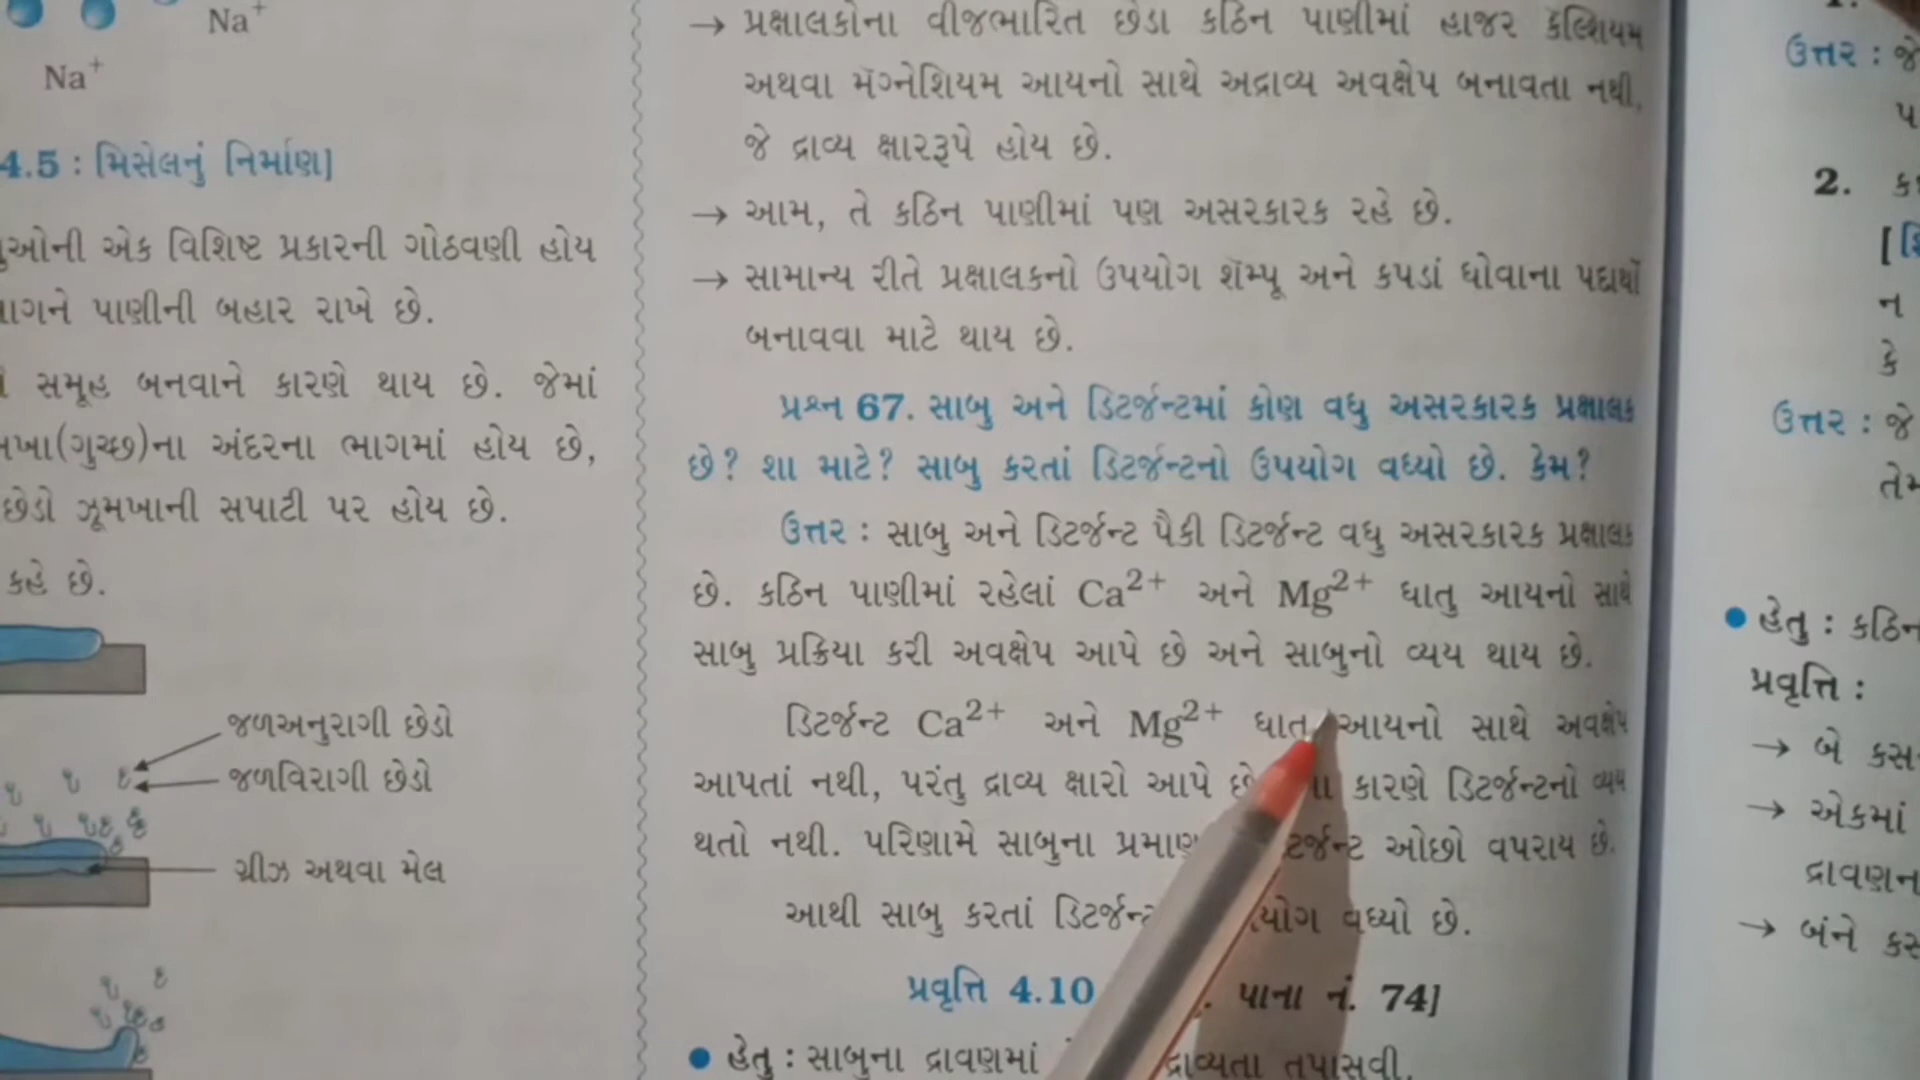 Na⁺
Na⁺
4.5 : મિસેલનું નિર્માણ]
એક વિશિષ્ટ પ્રકારની ગોઠવણી હોય
પાણીની બહાર રાખે છે.
સમૂહ બનવાને કારણે થાય છે. જેમાં
(ગુચ્છ)ના અંદરના ભાગમાં હોય છે,
છેડો ઝૂમખાની સપાટી પર હોય છે.
કહે છે.
જળઅનુરાગી છેડો
જળવિરાગી છેડો
ગ્રીઝ અથવા મેલ
→ પ્રક્ષાલકોના વીજભારિત છેડા કઠિન પાણીમાં હાજર કૅલ્શિયમ
અથવા મૅગ્નેશિયમ આયનો સાથે અદ્રાવ્ય અવક્ષેપ બનાવતા નથી,
જે દ્રાવ્ય ક્ષારરૂપે હોય છે.
→ આમ, તે કઠિન પાણીમાં પણ અસરકારક રહે છે.
→ સામાન્ય રીતે પ્રક્ષાલકનો ઉપયોગ શૅમ્પૂ અને કપડાં ધોવાના પદાર્થો
બનાવવા માટે થાય છે.
પ્રશ્ન 67. સાબુ અને ડિટર્જન્ટમાં કોણ વધુ અસરકારક પ્રક્ષાલક
છે? શા માટે? સાબુ કરતાં ડિટર્જન્ટનો ઉપયોગ વધ્યો છે. કેમ?
ઉત્તર : સાબુ અને ડિટર્જન્ટ પૈકી ડિટર્જન્ટ વધુ અસરકારક પ્રક્ષાલક
છે. કઠિન પાણીમાં રહેલાં Ca²⁺ અને Mg²⁺ ધાતુ આયનો સાથે
સાબુ પ્રક્રિયા કરી અવક્ષેપ આપે છે અને સાબુનો વ્યય થાય છે.
ડિટર્જન્ટ Ca²⁺ અને Mg²⁺ ધાતુ આયનો સાથે અવક્ષેપ
આપતાં નથી, પરંતુ દ્રાવ્ય ક્ષારો આપે છે કારણે ડિટર્જન્ટનો વ્યય
થતો નથી. પરિણામે સાબુના ઓછો વપરાય છે.
આથી સાબુ કરતાં વધ્યો છે.
પ્રવૃત્તિ 4.10 પાના નં. 74]
● હેતુ : સાબુના દ્રાવણમાં તપાસવી.
ઉત્તર : જે
2.
ન
કે
ઉત્તર : જે
● હેતુ : કઠિન
પ્રવૃત્તિ :
→ બે
→ એકમાં
→ બંને